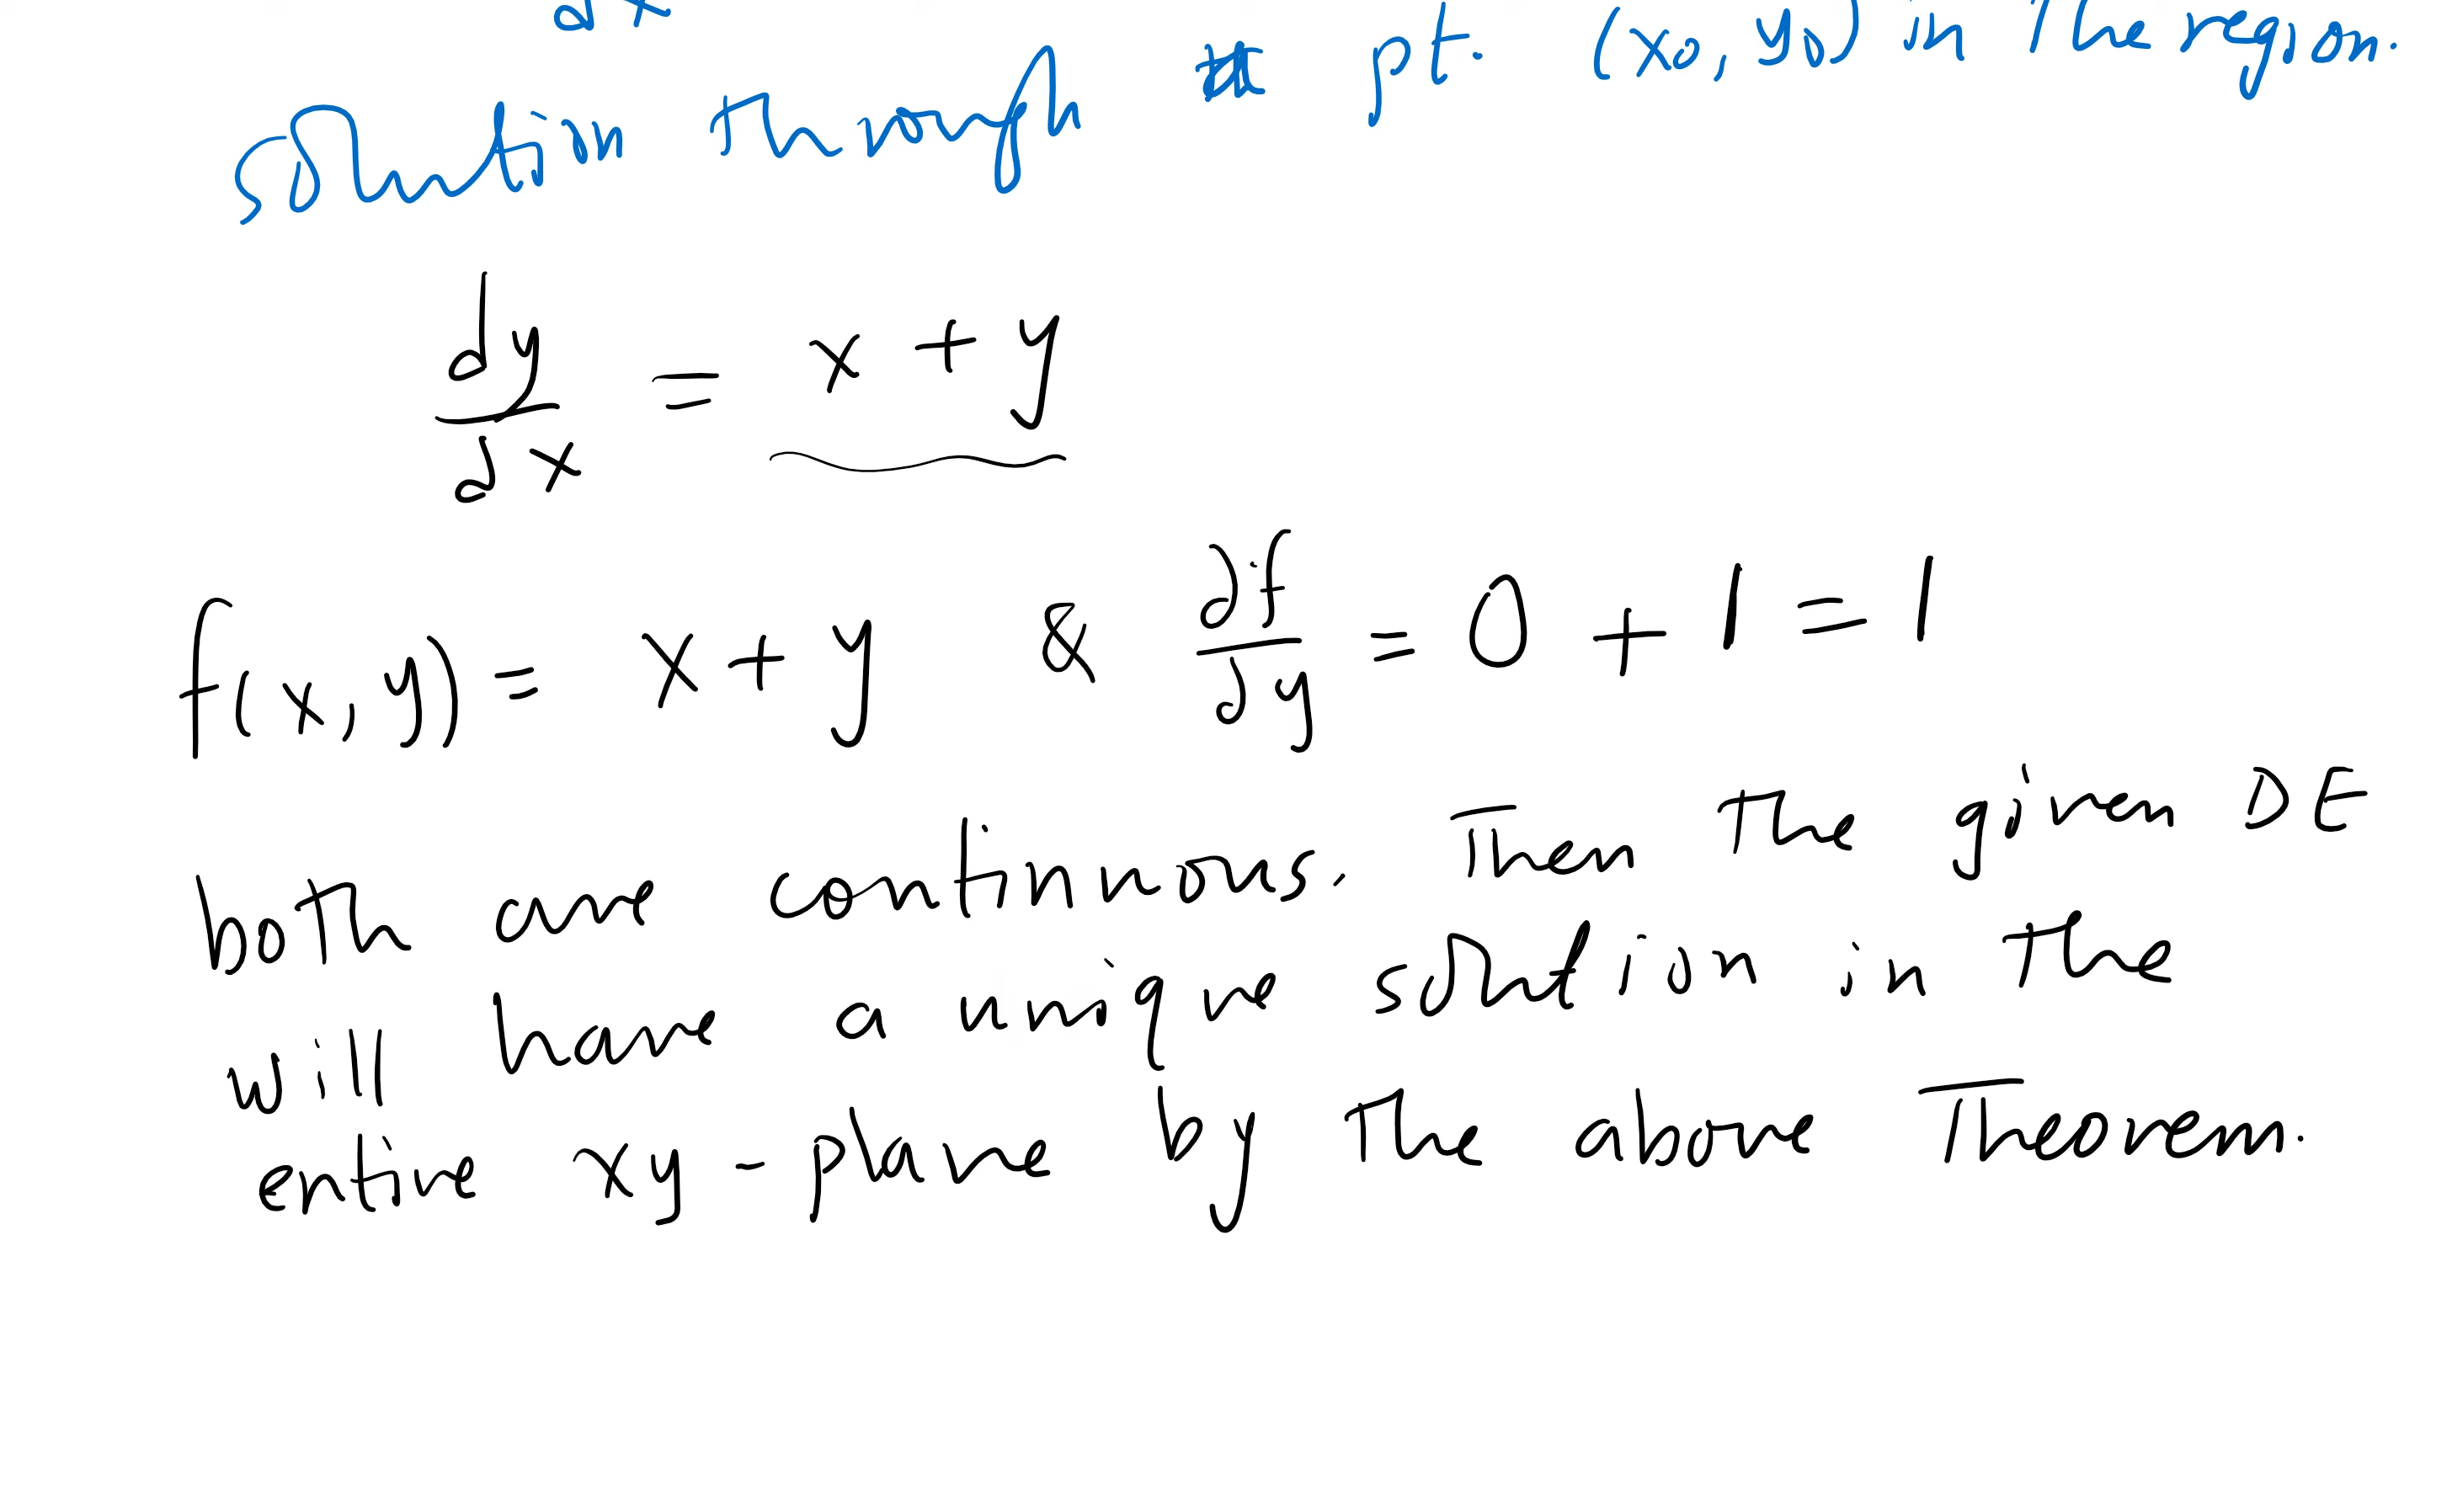 dx
pt. (x₀, y₀) in the region.
solution through
dy/dx = x + y
f(x, y) = x + y & ∂f/∂y = 0 + 1 = 1
both are continuous. Then the given DE
will have a unique solution in the
entire xy - plane by the above Theorem.